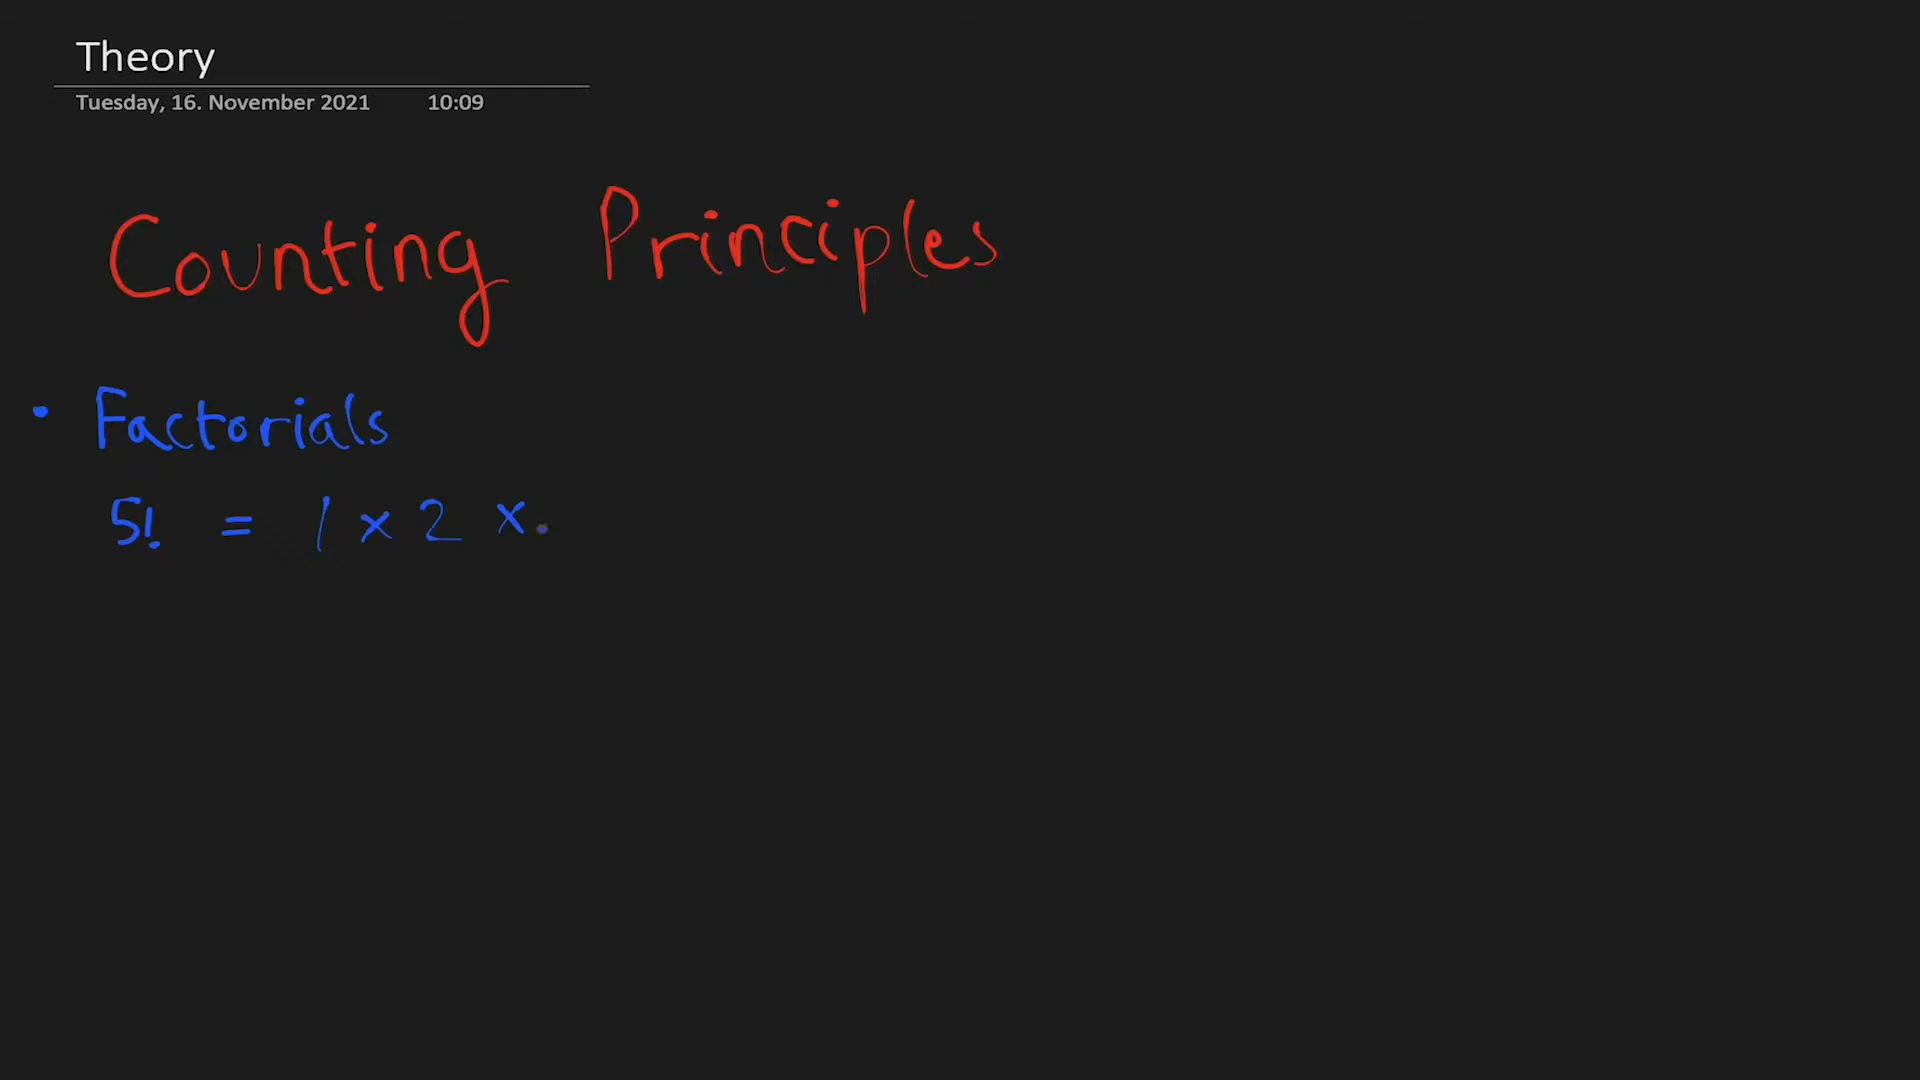 Theory
Tuesday, 16. November 2021 10:09
Counting Principles
• Factorials
5! = 1 x 2 x